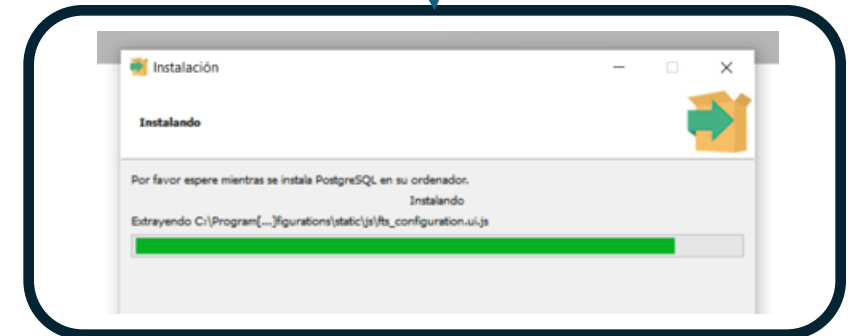 Instalación
Instalando
Por favor espere mientras se instala PostgreSQL en su ordenador.
Instalando
Extrayendo C:\Program[...]figurations\static\js\fts_configuration.ui.js